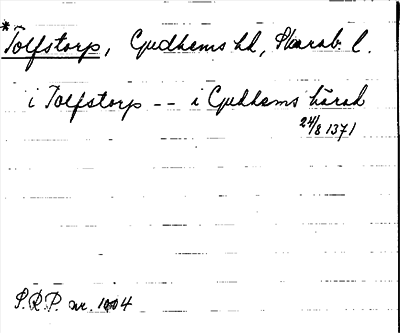 *Tolfstorp, Gudhems hd, Skarab. l.
i Tolfstorp -- i Gudhems härad
24/8 1371
S.R.P. nr. 1004